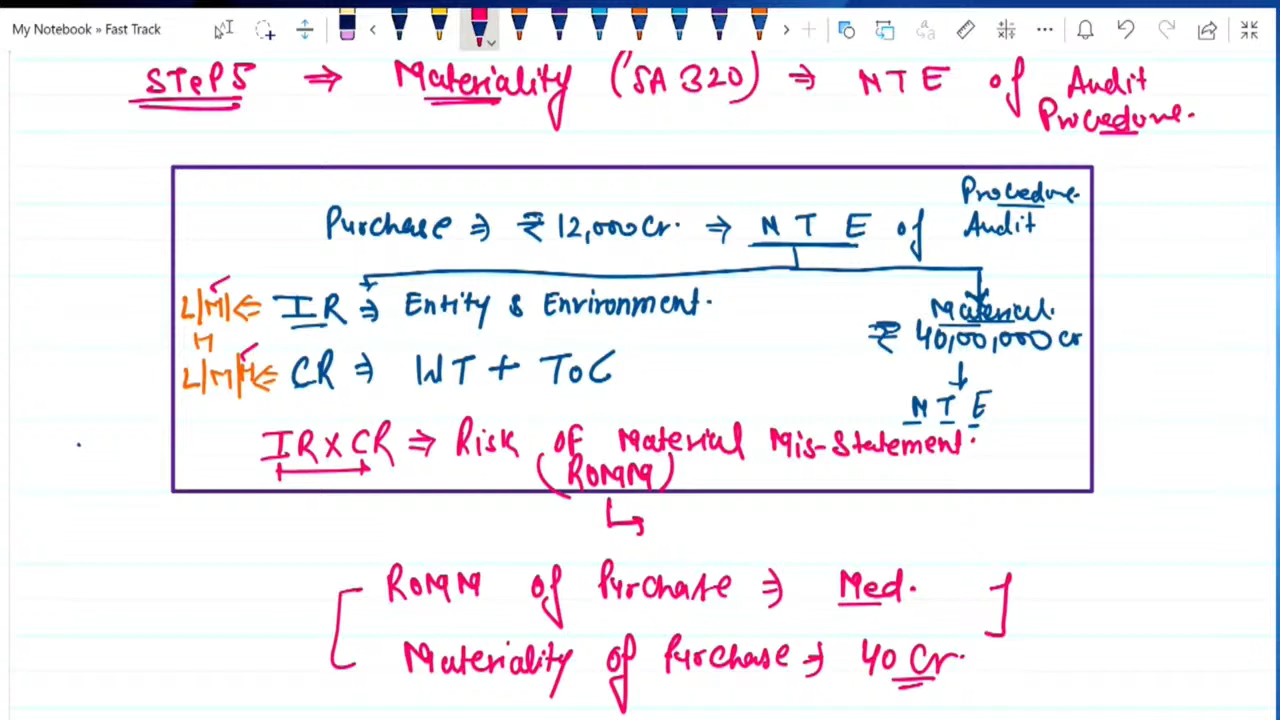 My Notebook » Fast Track
STEP 5 ⇒ Materiality (SA 320) ⇒ NTE of Audit
Procedure.
Procedure
Purchase ⇒ ₹ 12,000 Cr. ⇒ N T E of Audit
L|M| ⇐ IR ⇒ Entity & Environment.
Material.
M
₹ 40,00,000 Cr
L|M|H ⇐ CR ⇒ WT + ToC
N T E
IR X CR ⇒ Risk of Material Mis-Statement.
(ROMM)
ROMM of Purchase ⇒ Med.
Materiality of Purchase ⇒ 40 Cr.